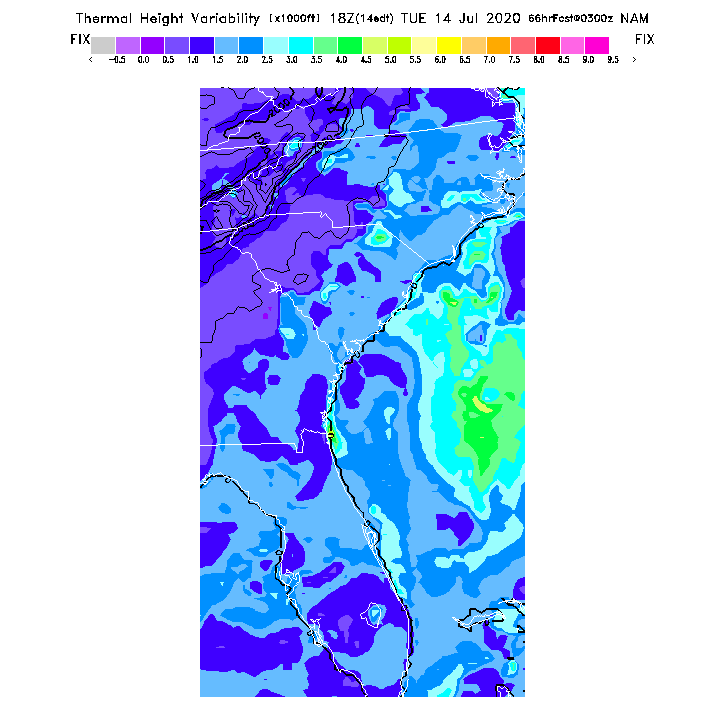 Thermal Height Variability [x1000ft] 18Z(14edt) TUE 14 Jul 2020 66hrFcst@0300z NAM
FIX FIX
< -0.5 0.0 0.5 1.0 1.5 2.0 2.5 3.0 3.5 4.0 4.5 5.0 5.5 6.0 6.5 7.0 7.5 8.0 8.5 9.0 9.5 >